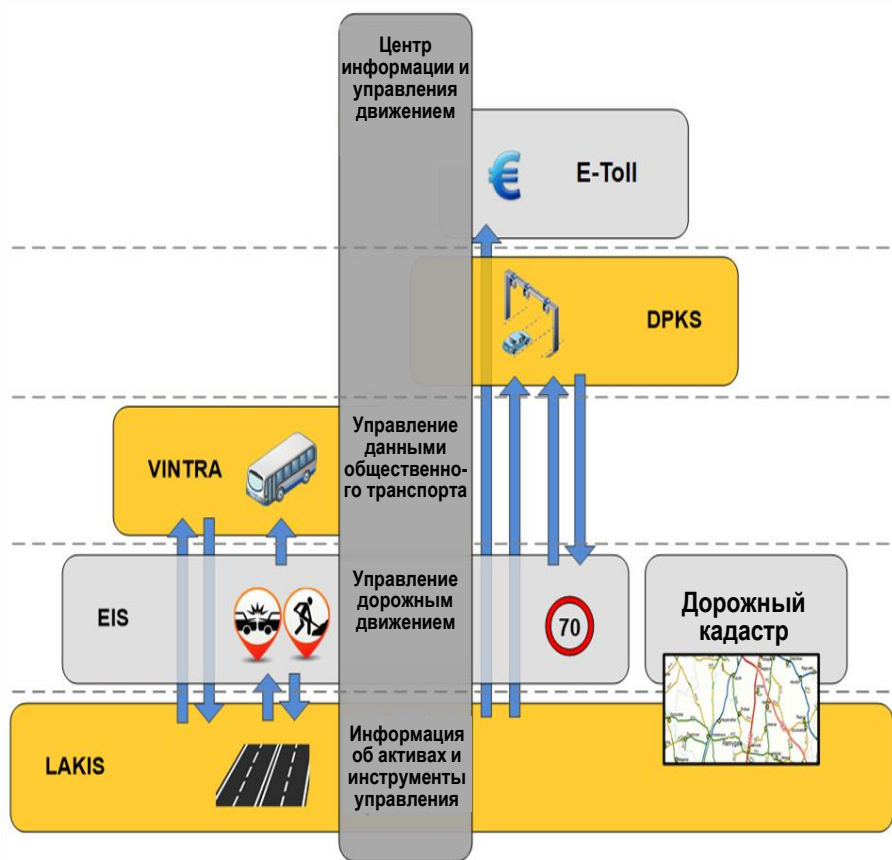 Центр
информации и
управления
движением
E-Toll
DPKS
VINTRA
Управление
данными
общественно-
го транспорта
EIS
Управление
дорожным
движением
70
Дорожный
кадастр
LAKIS
Информация
об активах и
инструменты
управления